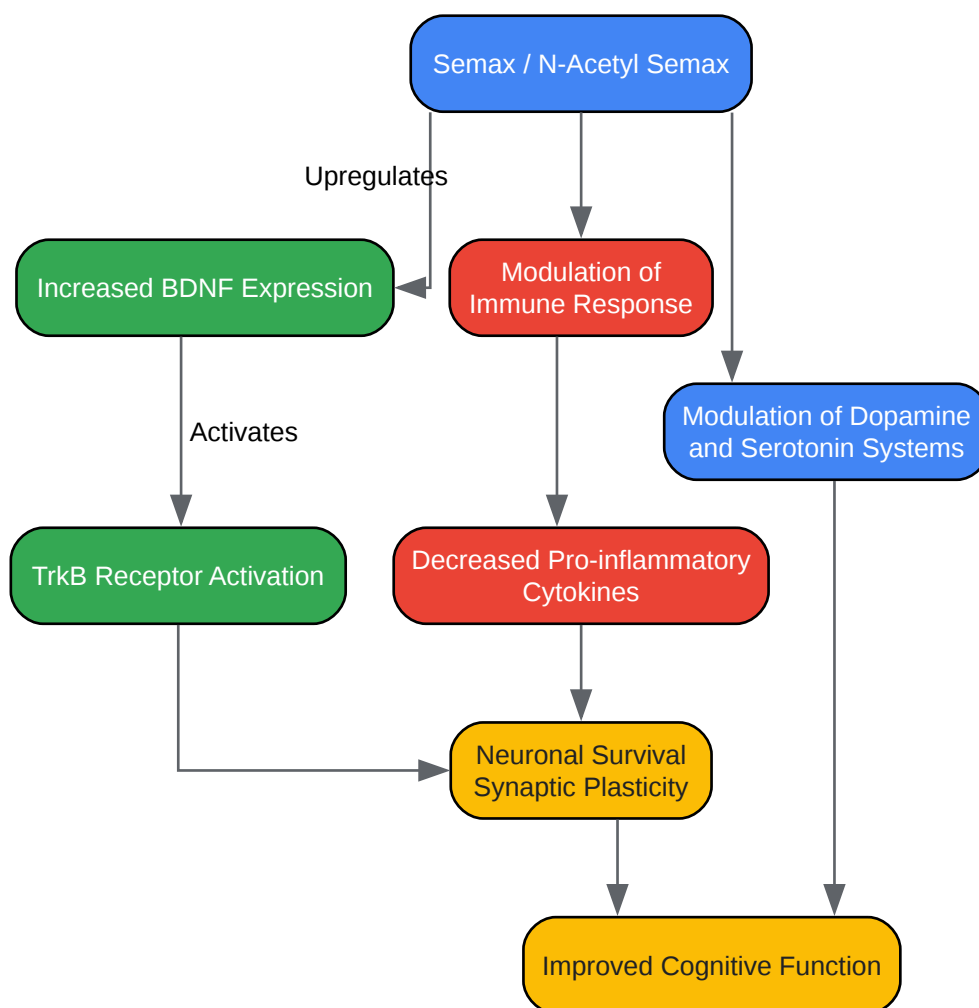 Semax / N-Acetyl Semax
Upregulates
Increased BDNF Expression
Modulation of
Immune Response
Modulation of Dopamine
and Serotonin Systems
Activates
TrkB Receptor Activation
Decreased Pro-inflammatory
Cytokines
Neuronal Survival
Synaptic Plasticity
Improved Cognitive Function